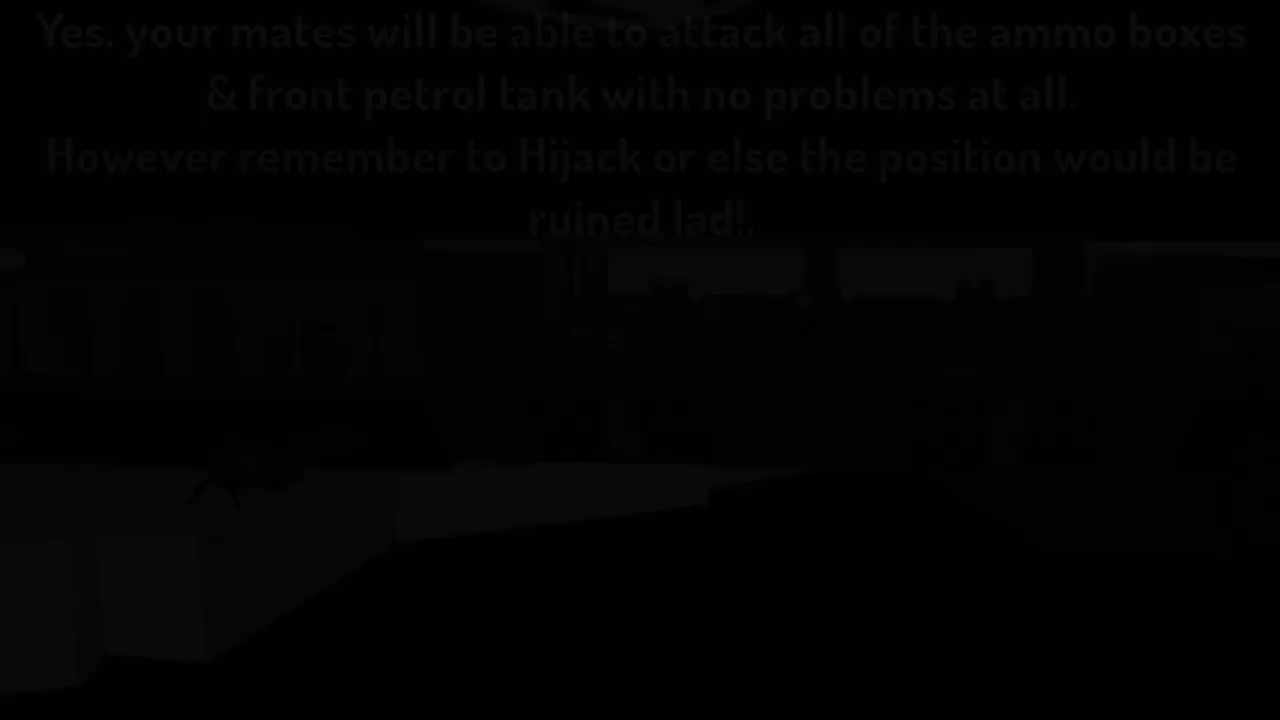 Yes. your mates will be able to attack all of the ammo boxes
& front petrol tank with no problems at all.
However remember to Hijack or else the position would be
ruined lad!.